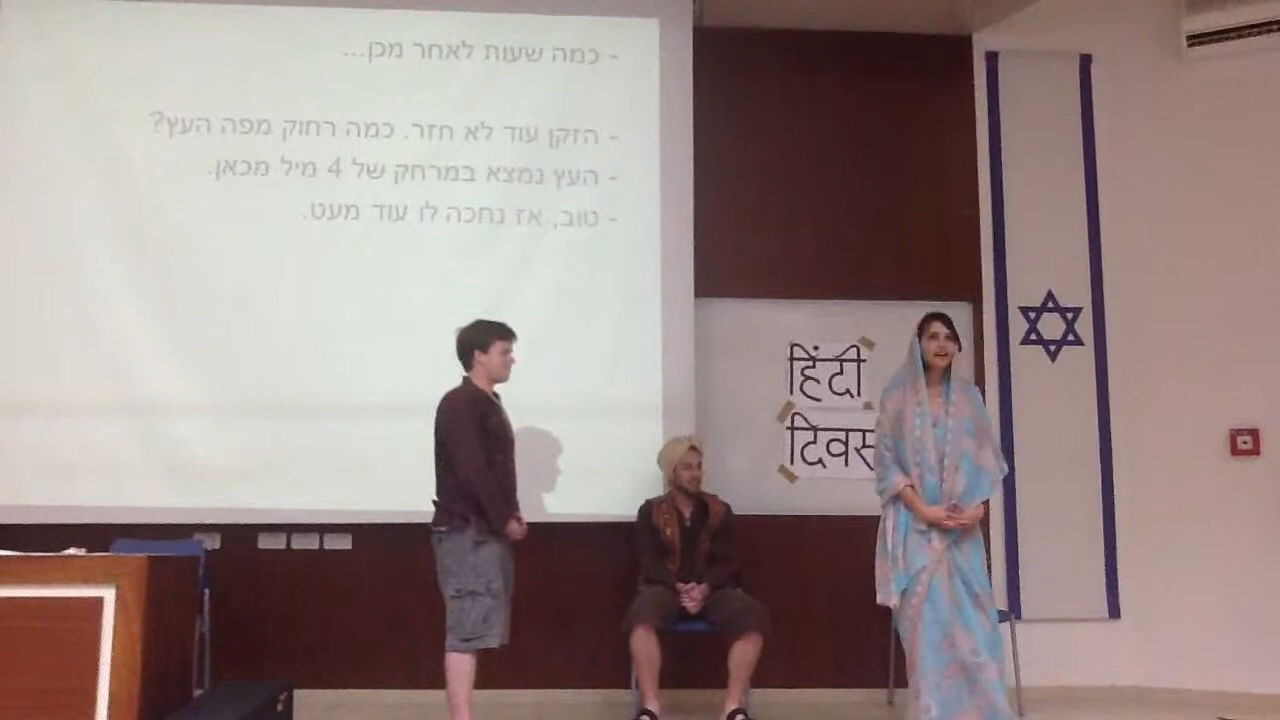 - כמה שעות לאחר מכן...
- הזקן עוד לא חזר. כמה רחוק מפה העץ?
- העץ נמצא במרחק של 4 מיל מכאן.
- טוב, אז נחכה לו עוד מעט.
हिंदी
दिवस